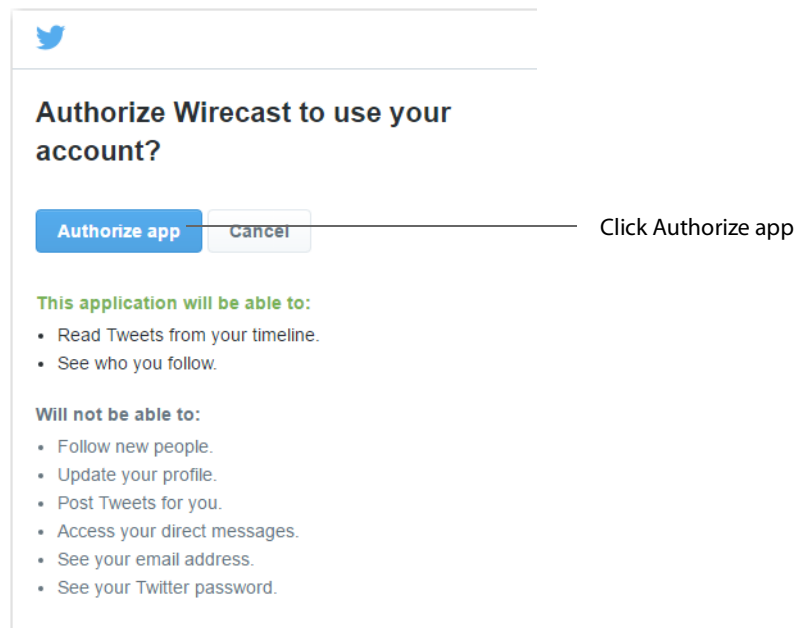 Authorize Wirecast to use your
account?
Authorize app
Cancel
Click Authorize app
This application will be able to:
• Read Tweets from your timeline.
• See who you follow.
Will not be able to:
• Follow new people.
• Update your profile.
• Post Tweets for you.
• Access your direct messages.
• See your email address.
• See your Twitter password.